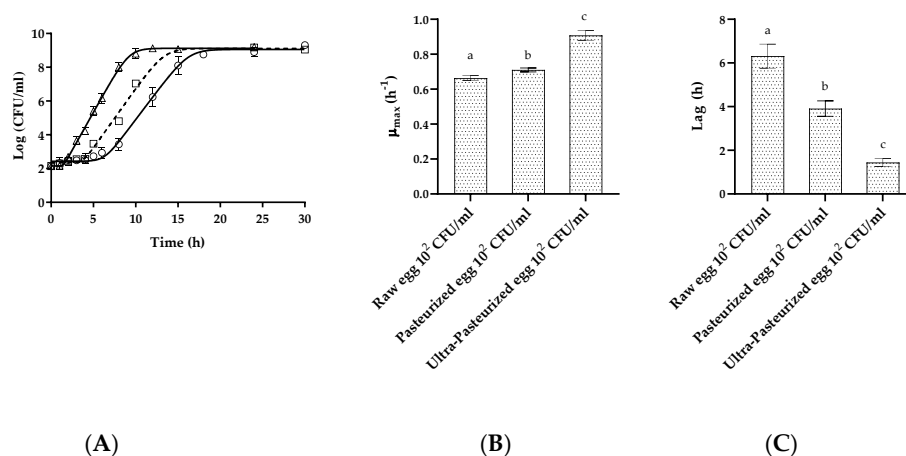 10
8
6
4
2
0
Log (CFU/ml)
0 5 10 15 20 25 30
Time (h)
(A)
1.0
0.8
0.6
0.4
0.2
0.0
μmax (h-1)
a
b
c
Raw egg 10² CFU/ml
Pasteurized egg 10² CFU/ml
Ultra-Pasteurized egg 10² CFU/ml
(B)
8
6
4
2
0
Lag (h)
a
b
c
Raw egg 10² CFU/ml
Pasteurized egg 10² CFU/ml
Ultra-Pasteurized egg 10² CFU/ml
(C)